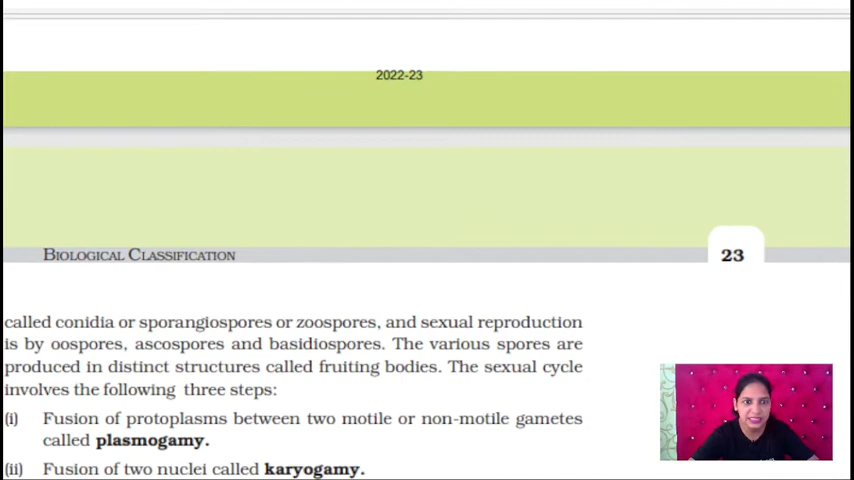 2022-23
BIOLOGICAL CLASSIFICATION
23
called conidia or sporangiospores or zoospores, and sexual reproduction
is by oospores, ascospores and basidiospores. The various spores are
produced in distinct structures called fruiting bodies. The sexual cycle
involves the following three steps:
(i) Fusion of protoplasms between two motile or non-motile gametes
called plasmogamy.
(ii) Fusion of two nuclei called karyogamy.